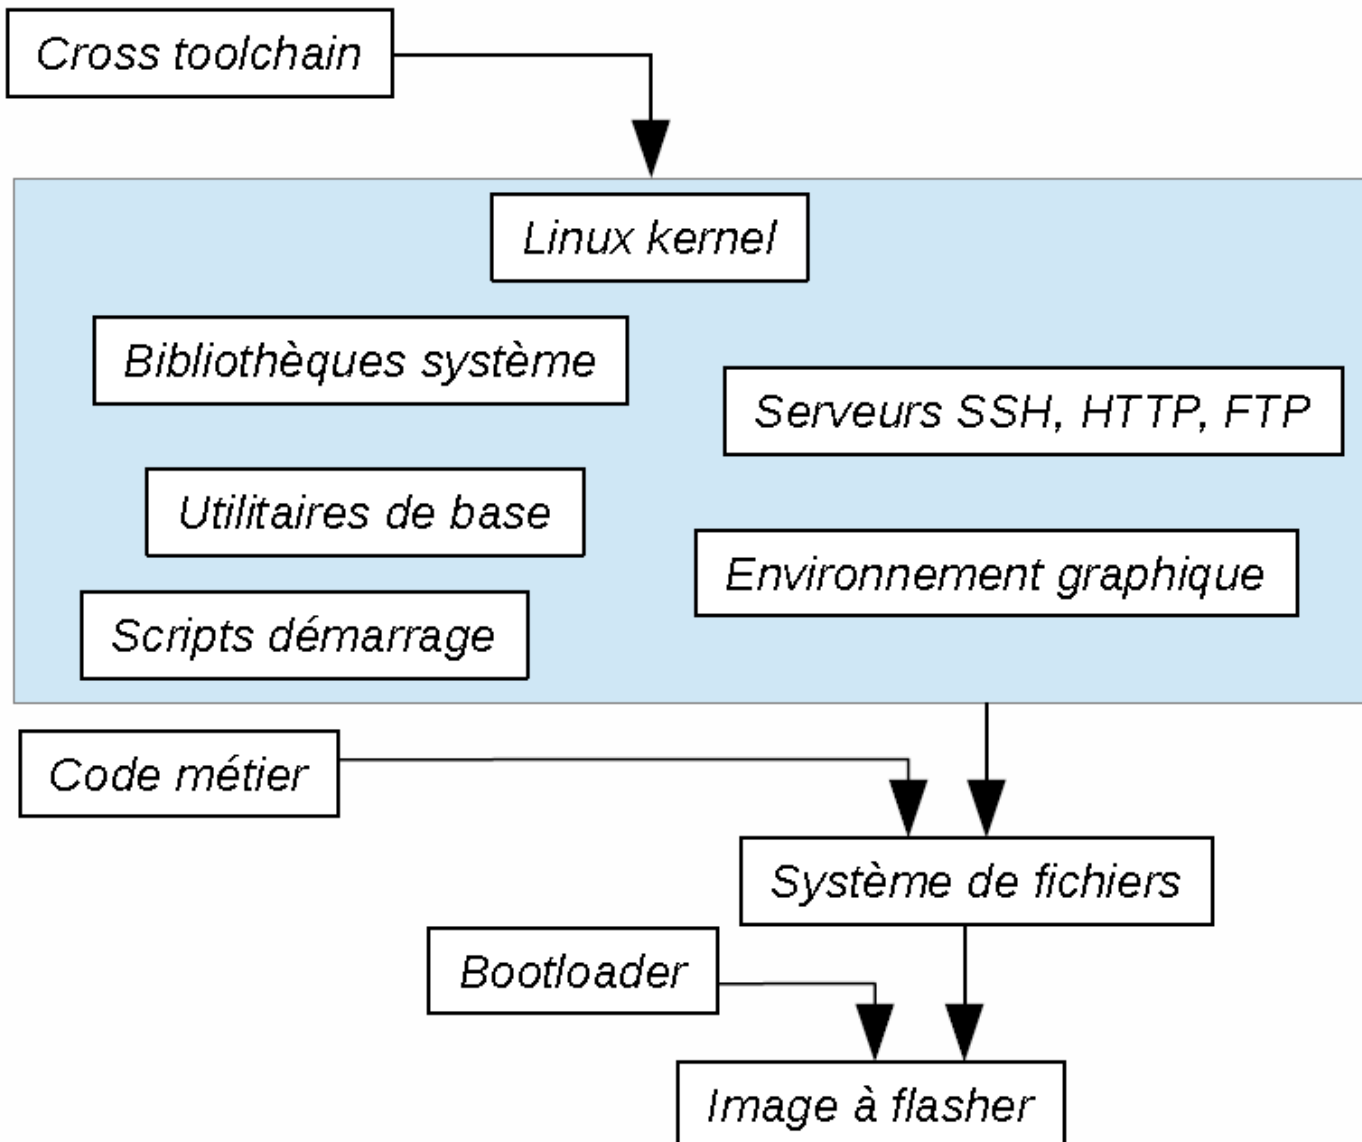 Cross toolchain
Linux kernel
Bibliothèques système
Serveurs SSH, HTTP, FTP
Utilitaires de base
Environnement graphique
Scripts démarrage
Code métier
Système de fichiers
Bootloader
Image à flasher